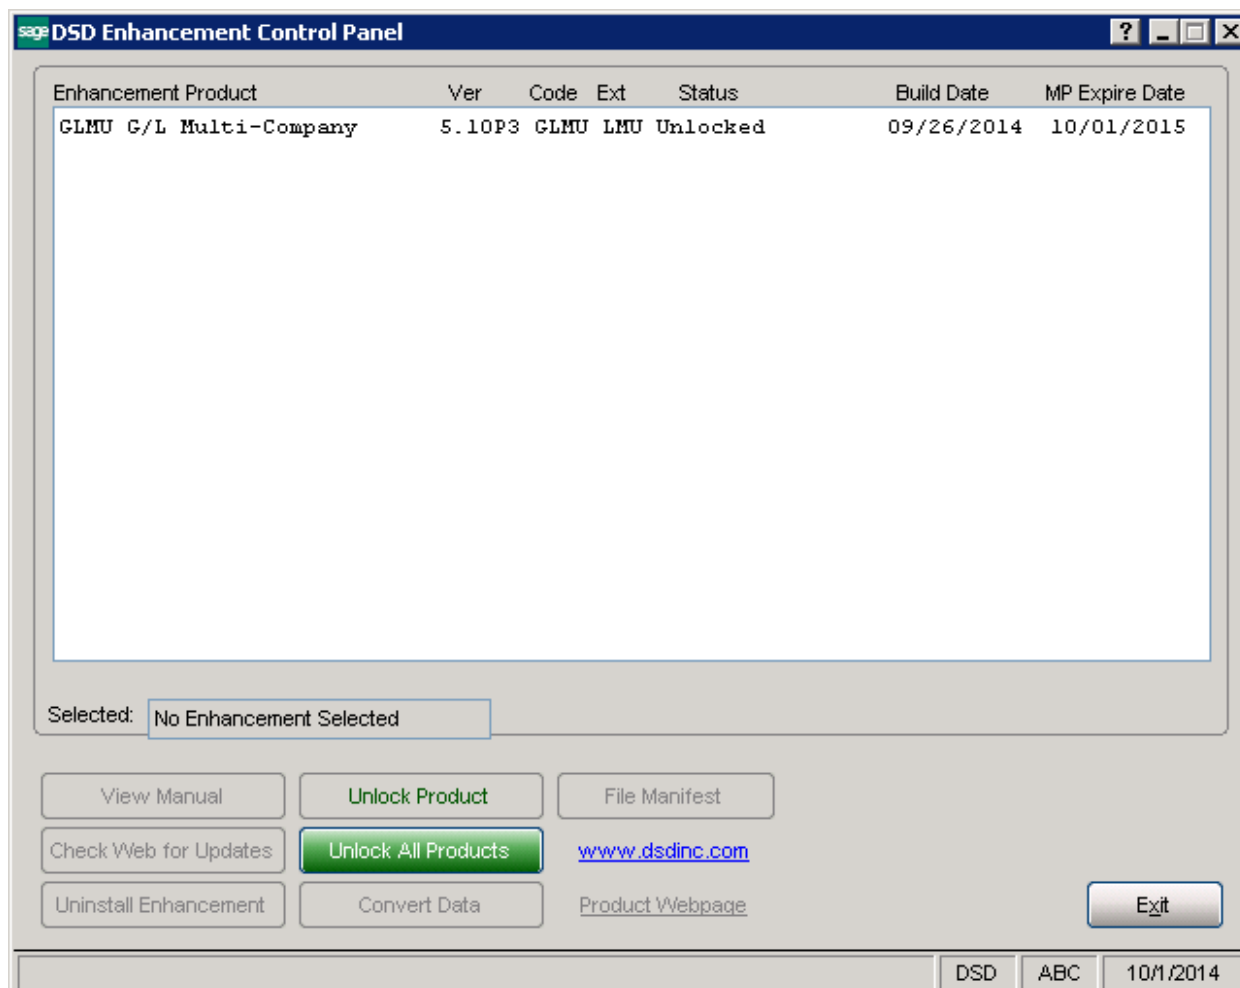 sage DSD Enhancement Control Panel
Enhancement Product Ver Code Ext Status Build Date MP Expire Date
GLMU G/L Multi-Company 5.10P3 GLMU LMU Unlocked 09/26/2014 10/01/2015
Selected: No Enhancement Selected
View Manual Unlock Product File Manifest
Check Web for Updates Unlock All Products www.dsdinc.com
Uninstall Enhancement Convert Data Product Webpage Exit
DSD ABC 10/1/2014